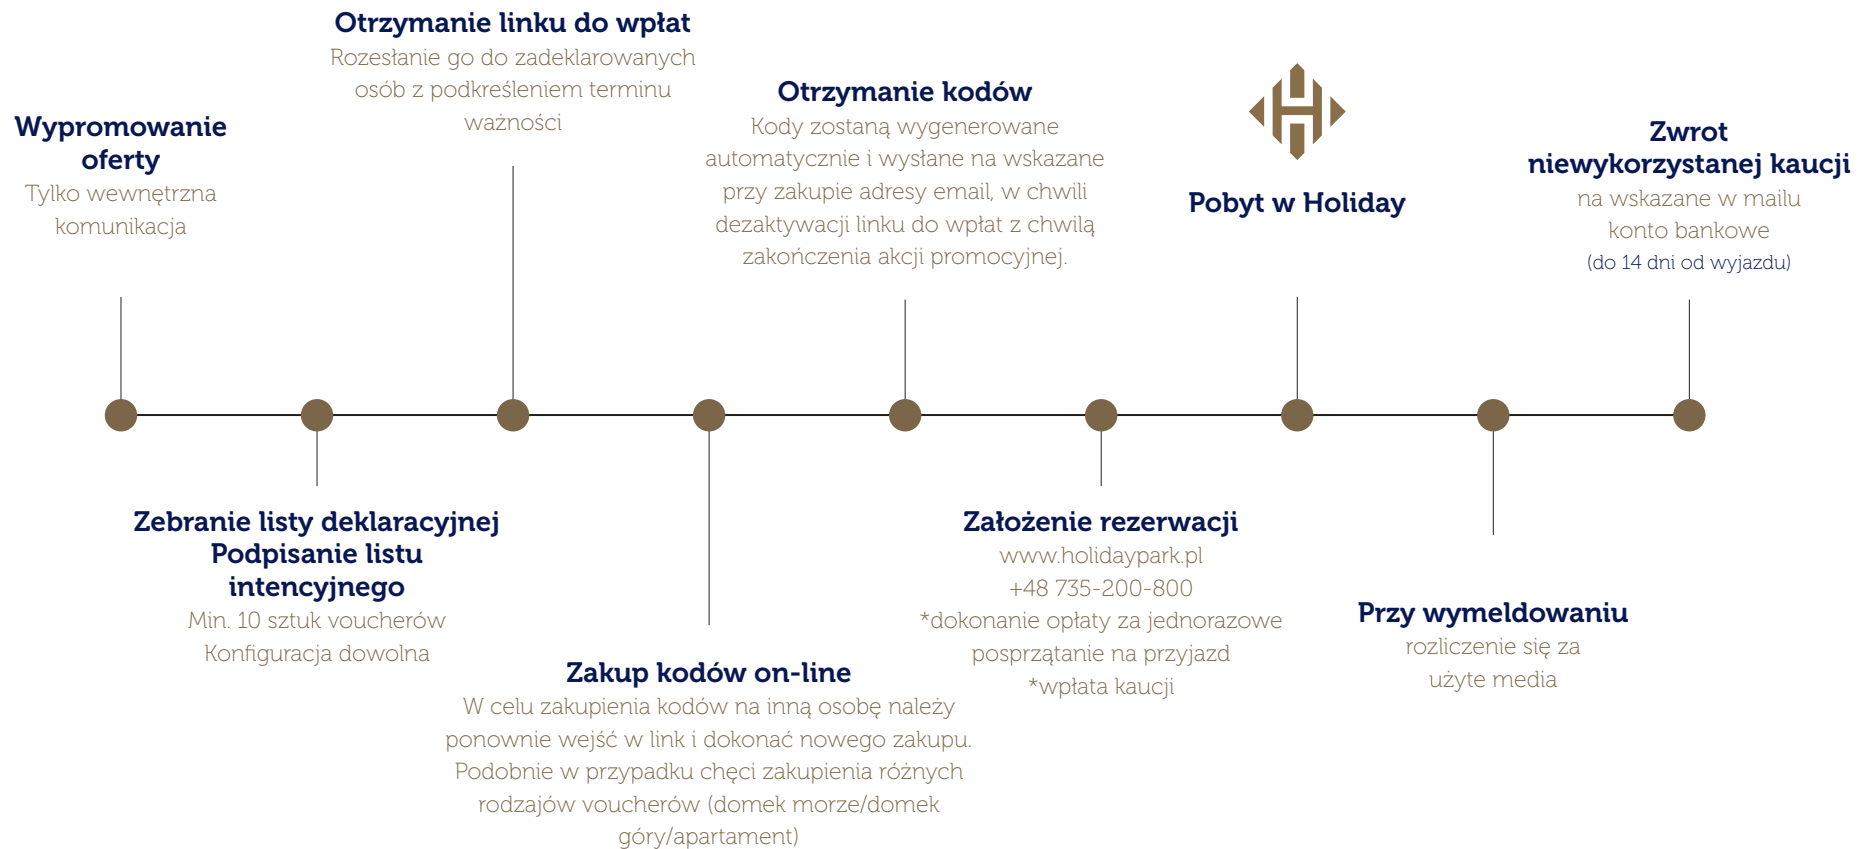 Wypromowanie
oferty
Tylko wewnętrzna
komunikacja
Zebranie listy deklaracyjnej
Podpisanie listu
intencyjnego
Min. 10 sztuk voucherów
Konfiguracja dowolna
Otrzymanie linku do wpłat
Rozesłanie go do zadeklarowanych
osób z podkreśleniem terminu
ważności
Zakup kodów on-line
W celu zakupienia kodów na inną osobę należy
ponownie wejść w link i dokonać nowego zakupu.
Podobnie w przypadku chęci zakupienia różnych
rodzajów voucherów (domek morze/domek
góry/apartament)
Otrzymanie kodów
Kody zostaną wygenerowane
automatycznie i wysłane na wskazane
przy zakupie adresy email, w chwili
dezaktywacji linku do wpłat z chwilą
zakończenia akcji promocyjnej.
Założenie rezerwacji
www.holidaypark.pl
+48 735-200-800
*dokonanie opłaty za jednorazowe
posprzątanie na przyjazd
*wpłata kaucji
Pobyt w Holiday
Przy wymeldowaniu
rozliczenie się za
użyte media
Zwrot
niewykorzystanej kaucji
na wskazane w mailu
konto bankowe
(do 14 dni od wyjazdu)